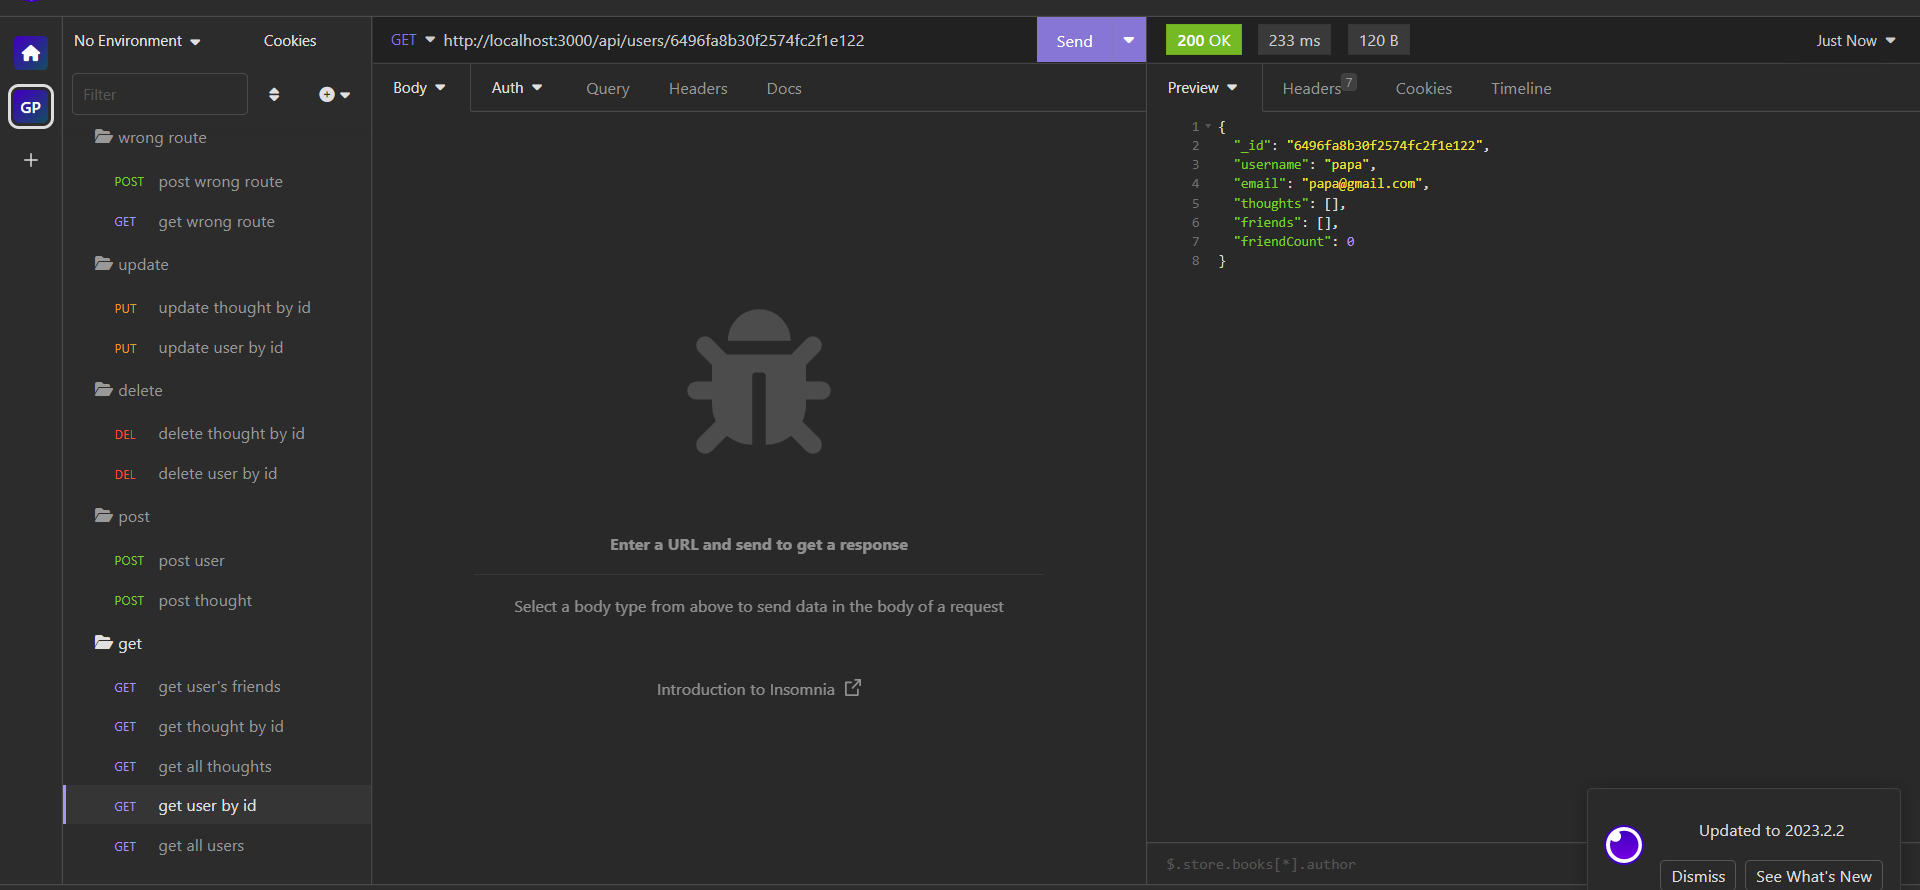 No Environment
Cookies
GP
Filter
wrong route
POST post wrong route
GET get wrong route
update
PUT update thought by id
PUT update user by id
delete
DEL delete thought by id
DEL delete user by id
post
POST post user
POST post thought
get
GET get user's friends
GET get thought by id
GET get all thoughts
GET get user by id
GET get all users
GET http://localhost:3000/api/users/6496fa8b30f2574fc2f1e122
Send
Body Auth Query Headers Docs
Enter a URL and send to get a response
Select a body type from above to send data in the body of a request
Introduction to Insomnia
200 OK 233 ms 120 B Just Now
Preview Headers 7 Cookies Timeline
1 {
2 "_id": "6496fa8b30f2574fc2f1e122",
3 "username": "papa",
4 "email": "papa@gmail.com",
5 "thoughts": [],
6 "friends": [],
7 "friendCount": 0
8 }
$.store.books[*].author
Updated to 2023.2.2
Dismiss See What's New